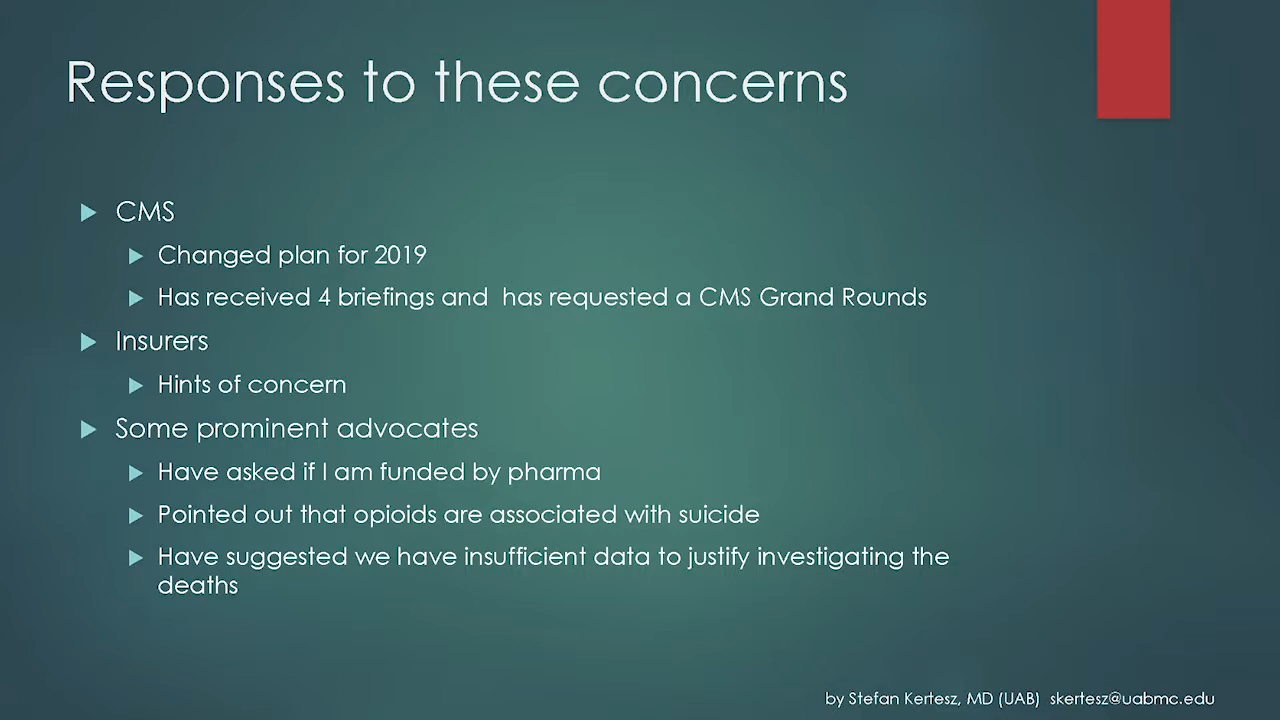 Responses to these concerns
CMS
Changed plan for 2019
Has received 4 briefings and  has requested a CMS Grand Rounds
Insurers
Hints of concern
Some prominent advocates
Have asked if I am funded by pharma
Pointed out that opioids are associated with suicide
Have suggested we have insufficient data to justify investigating the
deaths
by Stefan Kertesz, MD (UAB)  skertesz@uabmc.edu